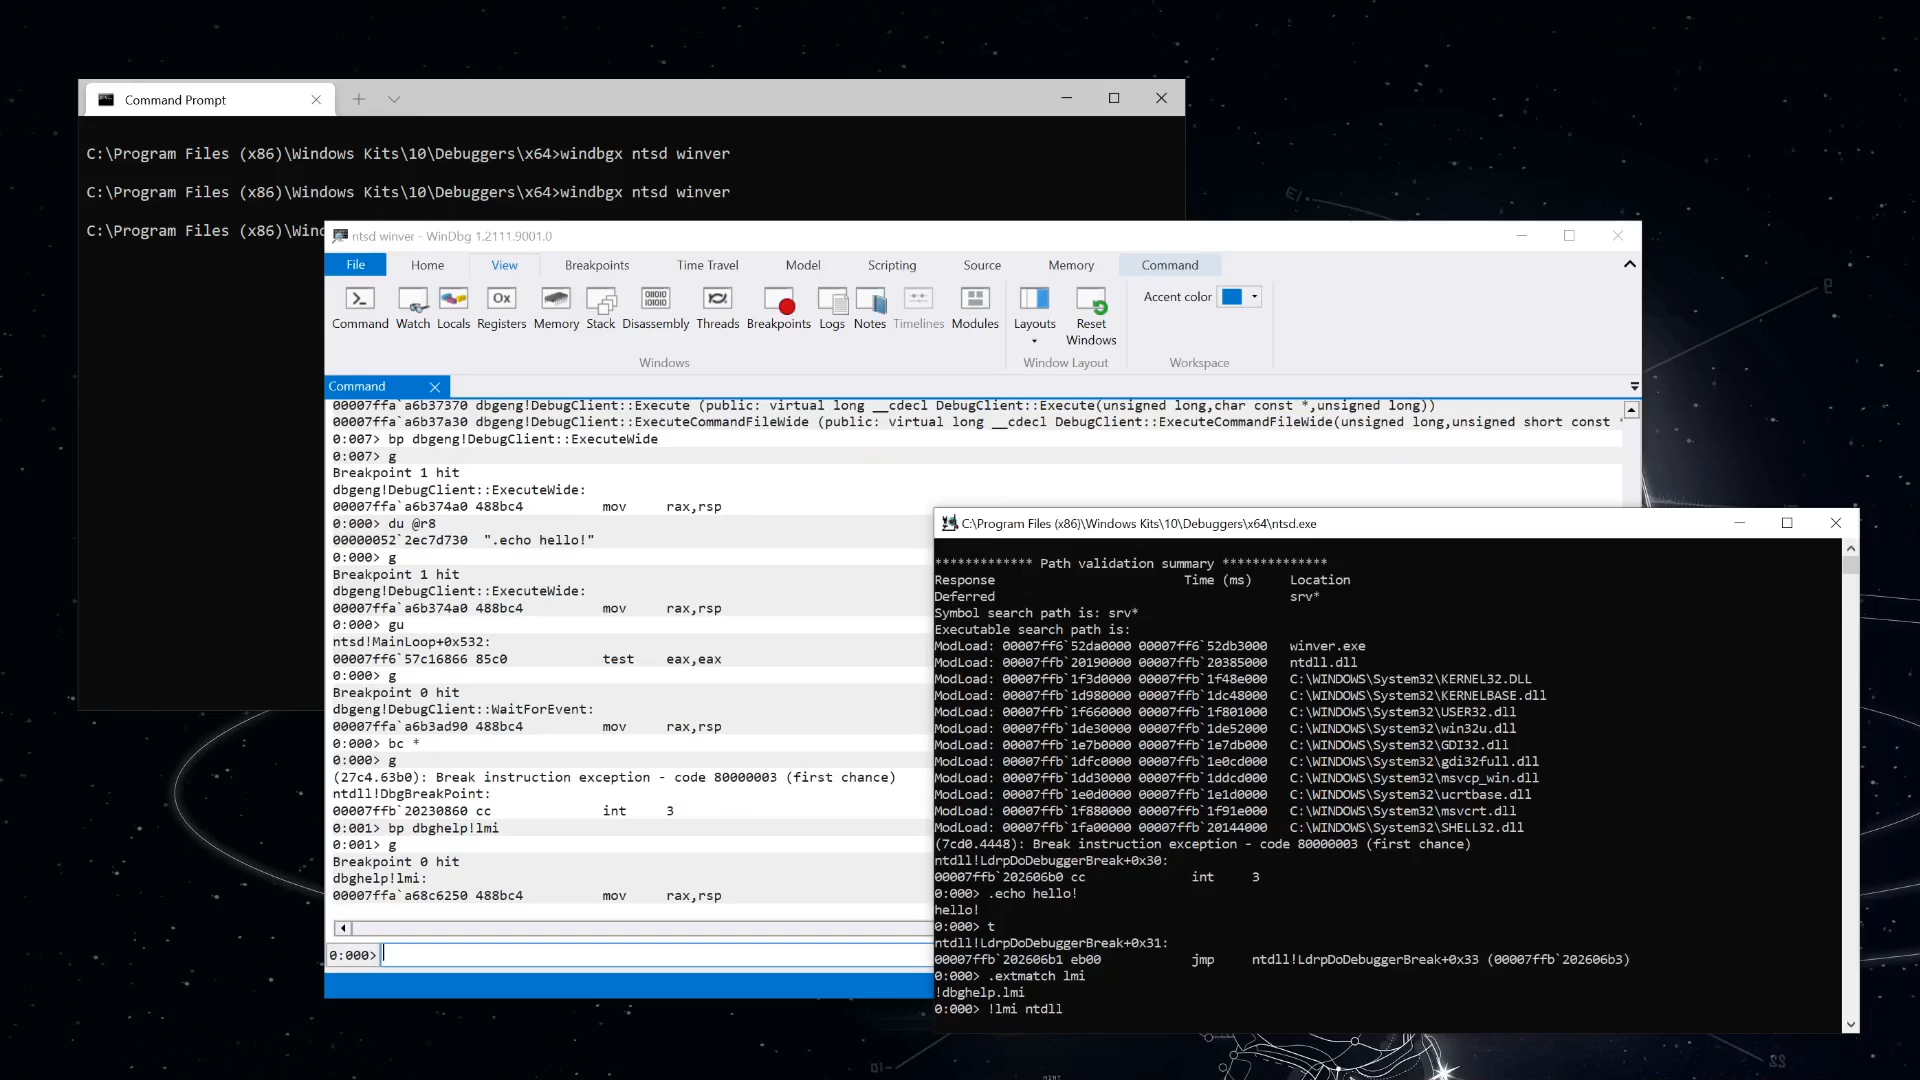 Command Prompt
C:\Program Files (x86)\Windows Kits\10\Debuggers\x64>windbgx ntsd winver
C:\Program Files (x86)\Windows Kits\10\Debuggers\x64>windbgx ntsd winver
C:\Program Files (x86)\Wind
ntsd winver - WinDbg 1.2111.9001.0
File Home View Breakpoints Time Travel Model Scripting Source Memory Command
Command Watch Locals Registers Memory Stack Disassembly Threads Breakpoints Logs Notes Timelines Modules Layouts Reset Windows
Accent color
Windows Window Layout Workspace
Command
00007ffa`a6b37370 dbgeng!DebugClient::Execute (public: virtual long __cdecl DebugClient::Execute(unsigned long,char const *,unsigned long))
00007ffa`a6b37a30 dbgeng!DebugClient::ExecuteCommandFileWide (public: virtual long __cdecl DebugClient::ExecuteCommandFileWide(unsigned long,unsigned short const *
0:007> bp dbgeng!DebugClient::ExecuteWide
0:007> g
Breakpoint 1 hit
dbgeng!DebugClient::ExecuteWide:
00007ffa`a6b374a0 488bc4 mov rax,rsp
0:000> du @r8
00000052`2ec7d730 ".echo hello!"
0:000> g
Breakpoint 1 hit
dbgeng!DebugClient::ExecuteWide:
00007ffa`a6b374a0 488bc4 mov rax,rsp
0:000> gu
ntsd!MainLoop+0x532:
00007ff6`57c16866 85c0 test eax,eax
0:000> g
Breakpoint 0 hit
dbgeng!DebugClient::WaitForEvent:
00007ffa`a6b3ad90 488bc4 mov rax,rsp
0:000> bc *
0:000> g
(27c4.63b0): Break instruction exception - code 80000003 (first chance)
ntdll!DbgBreakPoint:
00007ffb`20230860 cc int 3
0:001> bp dbghelp!lmi
0:001> g
Breakpoint 0 hit
dbghelp!lmi:
00007ffa`a68c6250 488bc4 mov rax,rsp
0:000>
C:\Program Files (x86)\Windows Kits\10\Debuggers\x64\ntsd.exe
************* Path validation summary **************
Response Time (ms) Location
Deferred srv*
Symbol search path is: srv*
Executable search path is:
ModLoad: 00007ff6`52da0000 00007ff6`52db3000 winver.exe
ModLoad: 00007ffb`20190000 00007ffb`20385000 ntdll.dll
ModLoad: 00007ffb`1f3d0000 00007ffb`1f48e000 C:\WINDOWS\System32\KERNEL32.DLL
ModLoad: 00007ffb`1d980000 00007ffb`1dc48000 C:\WINDOWS\System32\KERNELBASE.dll
ModLoad: 00007ffb`1f660000 00007ffb`1f801000 C:\WINDOWS\System32\USER32.dll
ModLoad: 00007ffb`1de30000 00007ffb`1de52000 C:\WINDOWS\System32\win32u.dll
ModLoad: 00007ffb`1e7b0000 00007ffb`1e7db000 C:\WINDOWS\System32\GDI32.dll
ModLoad: 00007ffb`1dfc0000 00007ffb`1e0cd000 C:\WINDOWS\System32\gdi32full.dll
ModLoad: 00007ffb`1dd30000 00007ffb`1ddcd000 C:\WINDOWS\System32\msvcp_win.dll
ModLoad: 00007ffb`1e0d0000 00007ffb`1e1d0000 C:\WINDOWS\System32\ucrtbase.dll
ModLoad: 00007ffb`1f880000 00007ffb`1f91e000 C:\WINDOWS\System32\msvcrt.dll
ModLoad: 00007ffb`1fa00000 00007ffb`20144000 C:\WINDOWS\System32\SHELL32.dll
(7cd0.4448): Break instruction exception - code 80000003 (first chance)
ntdll!LdrpDoDebuggerBreak+0x30:
00007ffb`202606b0 cc int 3
0:000> .echo hello!
hello!
0:000> t
ntdll!LdrpDoDebuggerBreak+0x31:
00007ffb`202606b1 eb00 jmp ntdll!LdrpDoDebuggerBreak+0x33 (00007ffb`202606b3)
0:000> .extmatch lmi
!dbghelp.lmi
0:000> !lmi ntdll